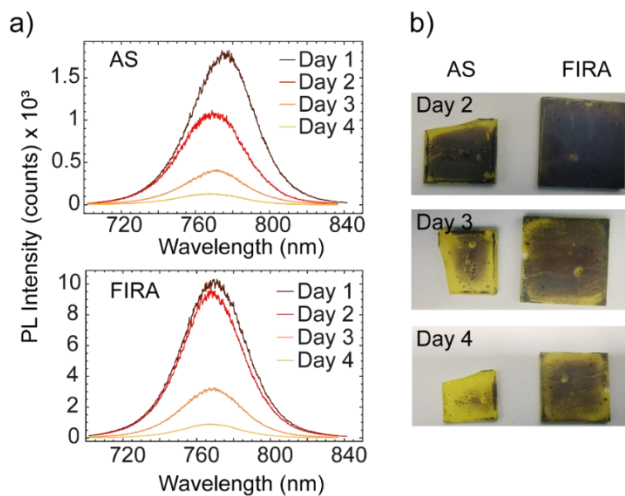 a)
AS
Day 1
Day 2
Day 3
Day 4
1.5
1
0.5
0
720 760 800 840
Wavelength (nm)
PL Intensity (counts) x 10³
FIRA
Day 1
Day 2
Day 3
Day 4
10
8
6
4
2
0
720 760 800 840
Wavelength (nm)
b)
AS FIRA
Day 2
Day 3
Day 4